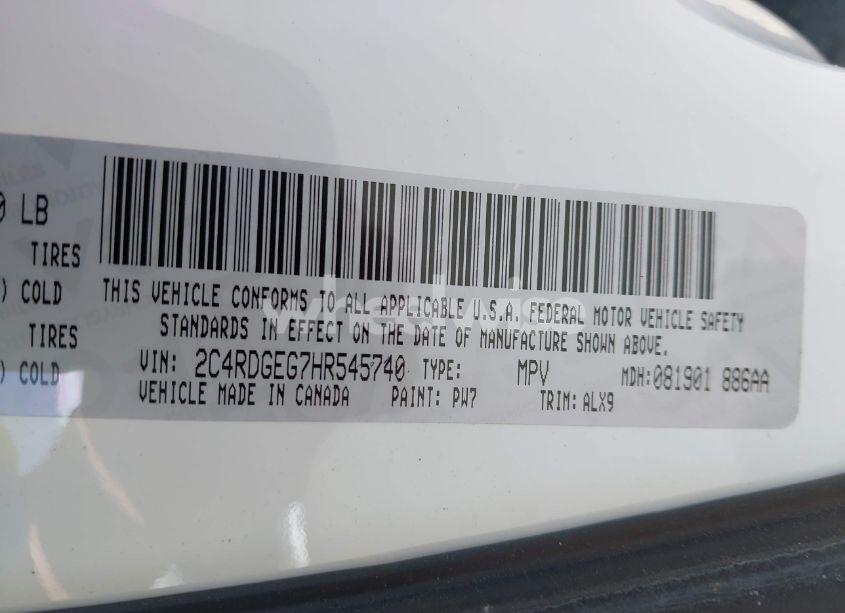 0 LB
TIRES
) COLD
TIRES
) COLD
THIS VEHICLE CONFORMS TO ALL APPLICABLE U.S.A. FEDERAL MOTOR VEHICLE SAFETY
STANDARDS IN EFFECT ON THE DATE OF MANUFACTURE SHOWN ABOVE.
VIN: 2C4RDGEG7HR545740 TYPE: MPV MDH:081901 886AA
VEHICLE MADE IN CANADA PAINT: PW7 TRIM: ALX9
wheelwise